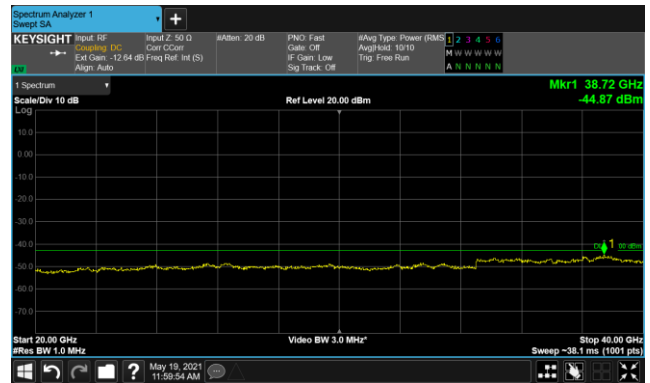 Spectrum Analyzer 1
Swept SA
+
KEYSIGHT Input: RF Input Z: 50 Ω #Atten: 20 dB PNO: Fast #Avg Type: Power (RMS 1 2 3 4 5 6
Coupling: DC Corr CCorr Gate: Off Avg|Hold: 10/10 M W W W W W
Ext Gain: -12.64 dB Freq Ref: Int (S) IF Gain: Low Trig: Free Run
Align: Auto Sig Track: Off A N N N N N
1 Spectrum Mkr1 38.72 GHz
Scale/Div 10 dB Ref Level 20.00 dBm -44.87 dBm
Log
10.0
0.00
-10.0
-20.0
-30.0
-40.0 1 00 dBm
-50.0
-60.0
-70.0
Start 20.00 GHz Video BW 3.0 MHz* Stop 40.00 GHz
#Res BW 1.0 MHz Sweep ~38.1 ms (1001 pts)
? May 19, 2021
11:59:54 AM